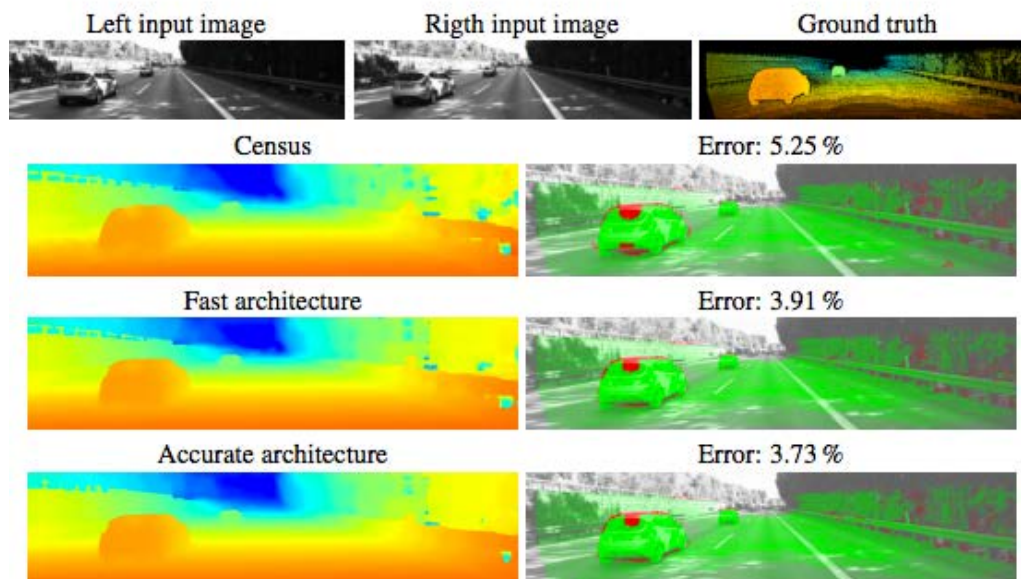 Left input image
Rigth input image
Ground truth
Census
Error: 5.25 %
Fast architecture
Error: 3.91 %
Accurate architecture
Error: 3.73 %